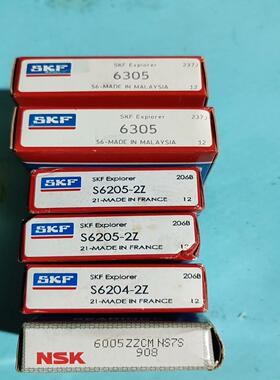 SKF
SKF Explorer
237J
6305
56-MADE IN MALAYSIA
12
SKF
SKF Explorer
237J
6305
56-MADE IN MALAYSIA
12
SKF
SKF Explorer
206B
S6205-2Z
21-MADE IN FRANCE
12
SKF
SKF Explorer
206B
S6205-2Z
21-MADE IN FRANCE
12
SKF
SKF Explorer
206B
S6204-2Z
21-MADE IN FRANCE
12
NSK
6005ZZCM NS7S
908